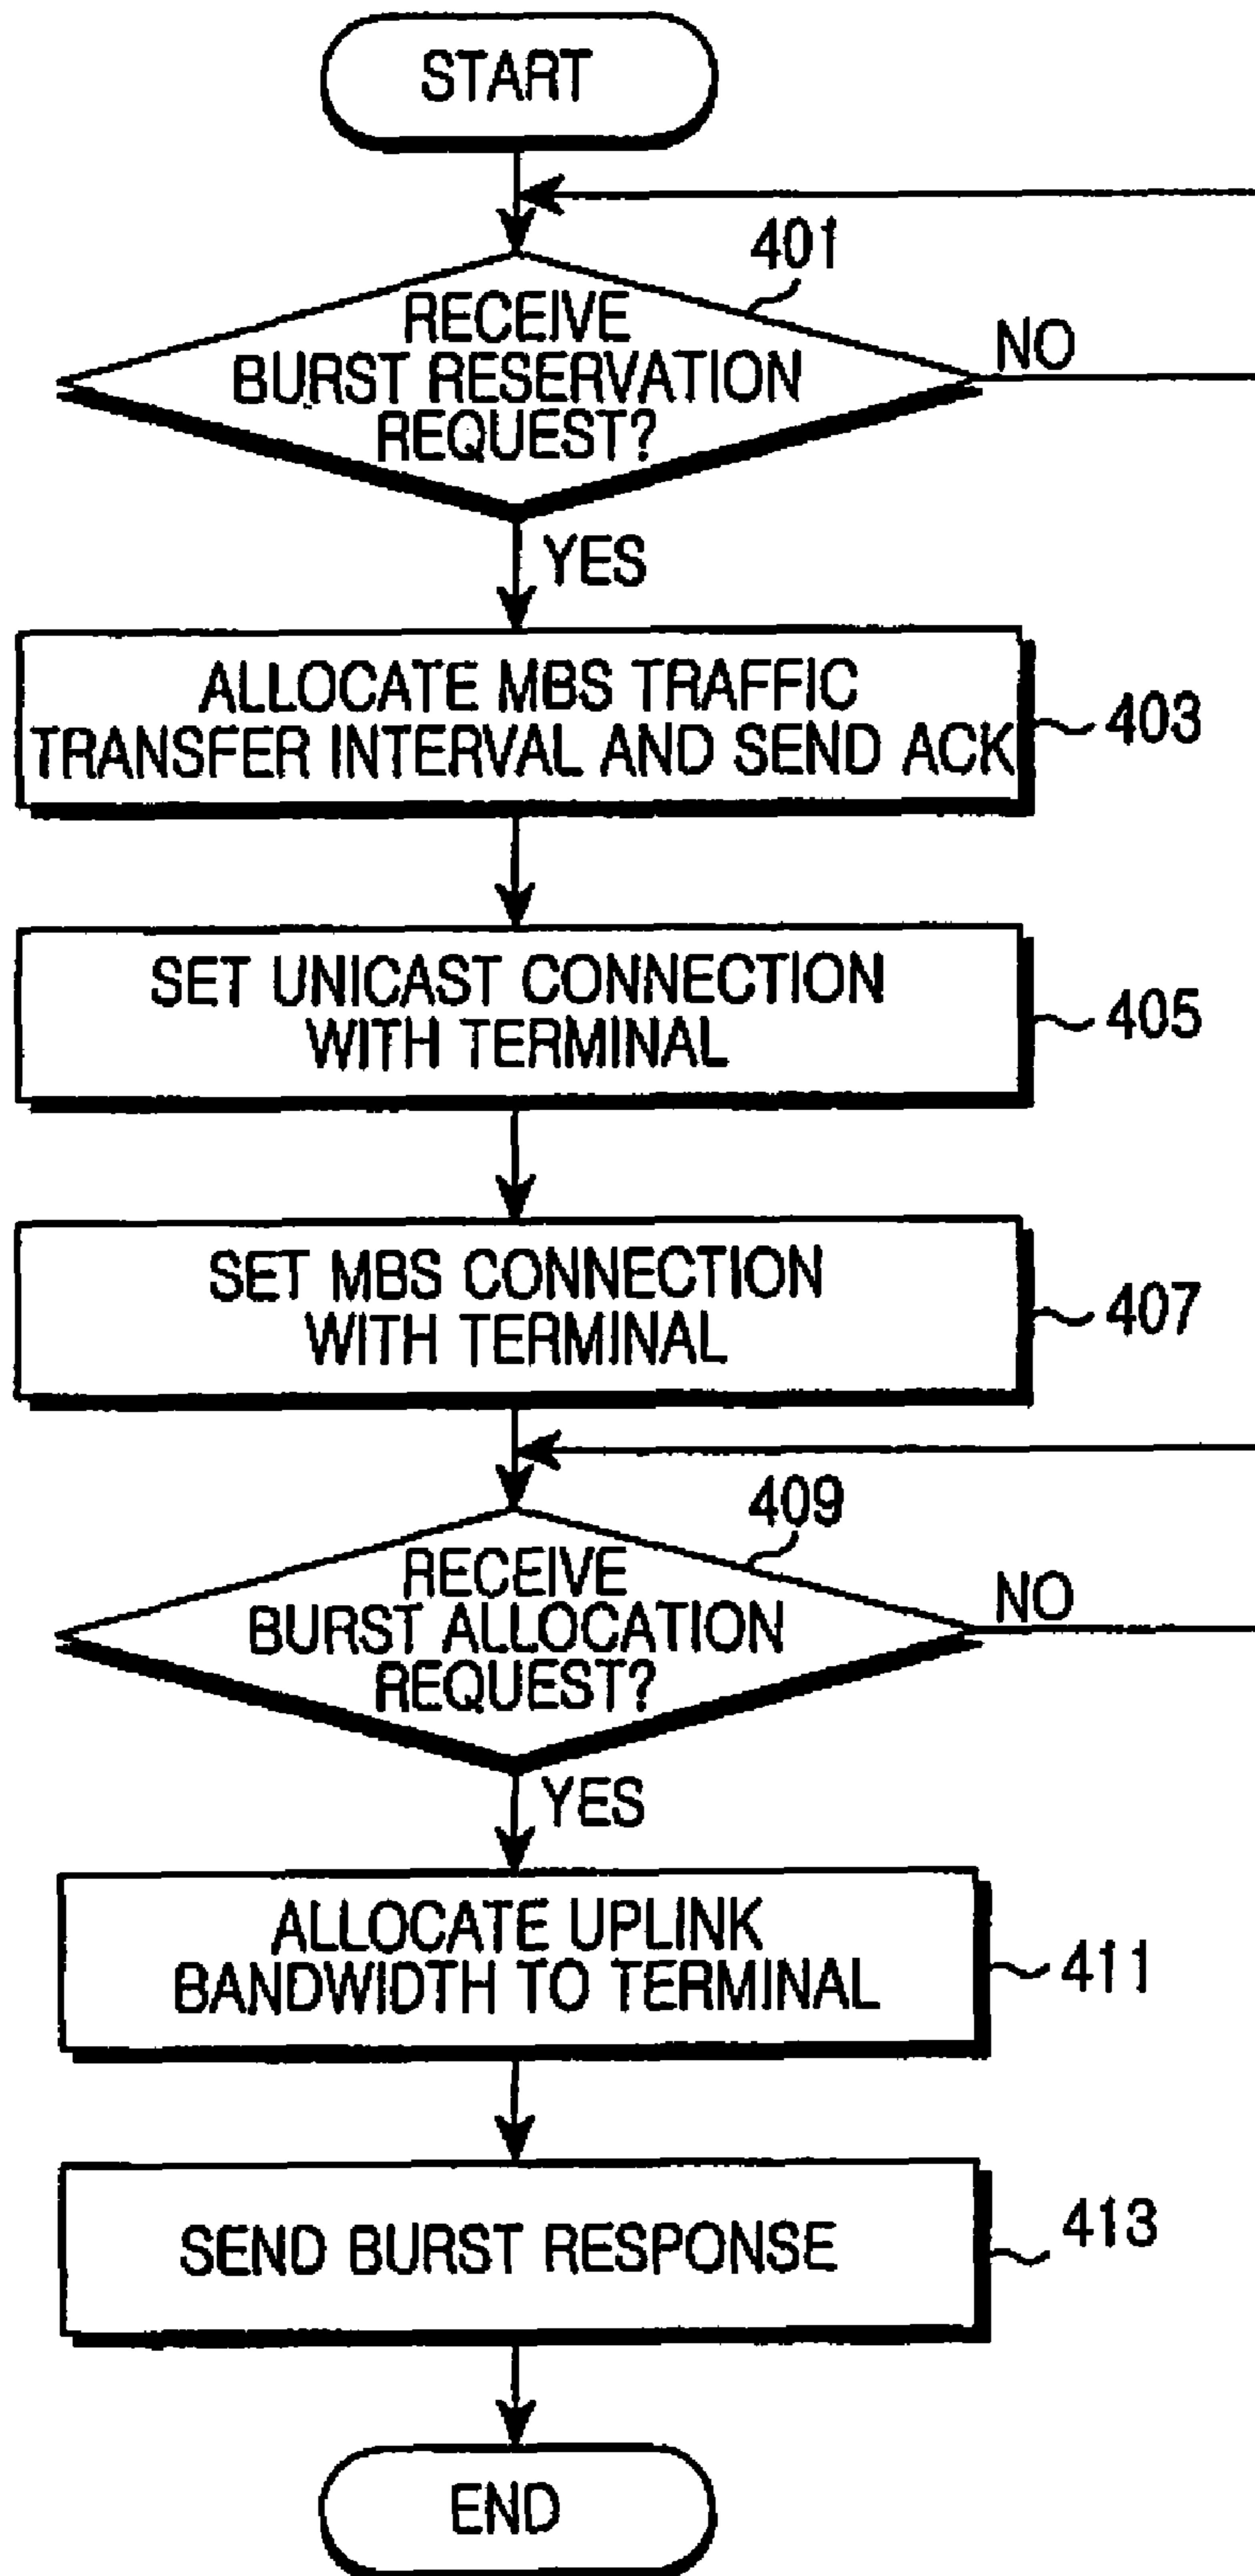 START
401
RECEIVE
BURST RESERVATION
REQUEST?
NO
YES
ALLOCATE MBS TRAFFIC
TRANSFER INTERVAL AND SEND ACK
403
SET UNICAST CONNECTION
WITH TERMINAL
405
SET MBS CONNECTION
WITH TERMINAL
407
409
RECEIVE
BURST ALLOCATION
REQUEST?
NO
YES
ALLOCATE UPLINK
BANDWIDTH TO TERMINAL
411
SEND BURST RESPONSE
413
END